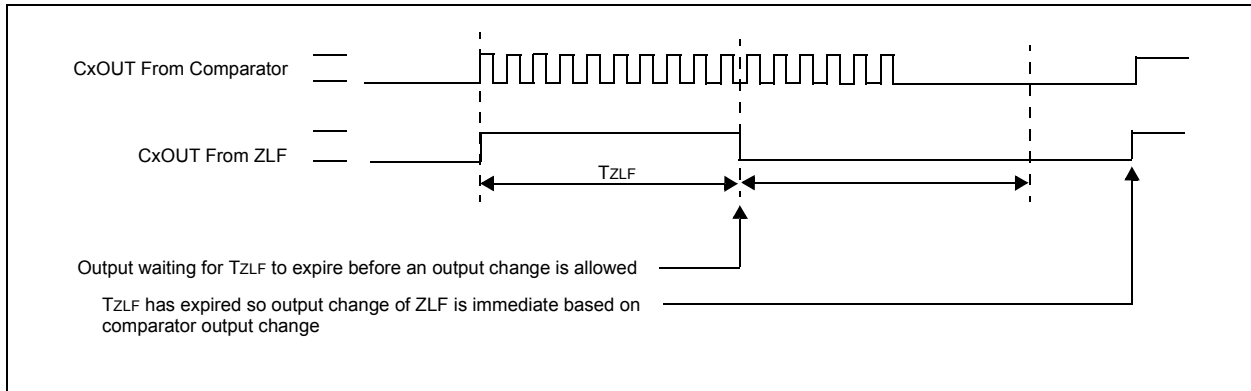 CxOUT From Comparator
CxOUT From ZLF
TZLF
Output waiting for TZLF to expire before an output change is allowed
TZLF has expired so output change of ZLF is immediate based on
comparator output change